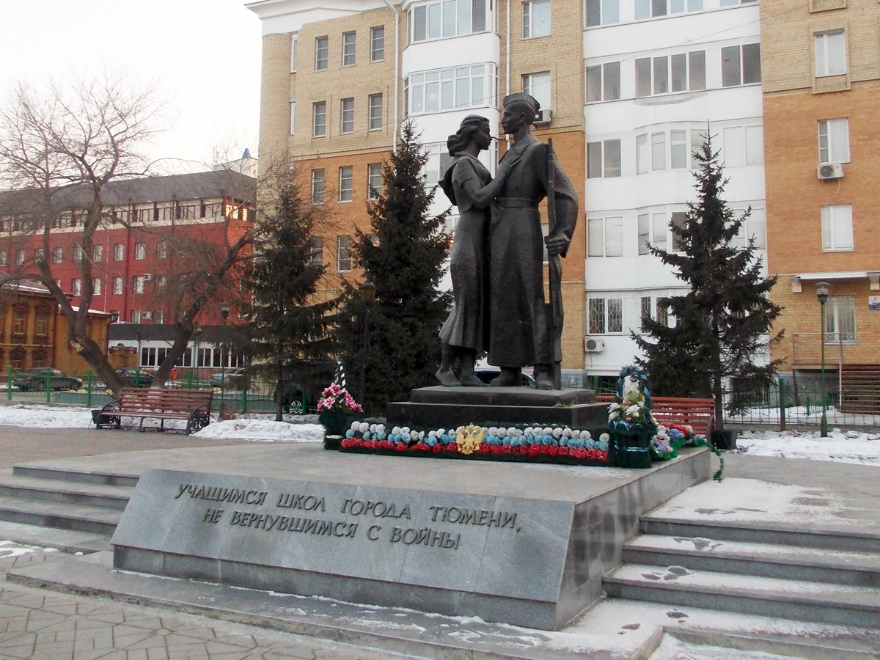 УЧАЩИМСЯ ШКОЛ ГОРОДА ТЮМЕНИ,
НЕ ВЕРНУВШИМСЯ С ВОЙНЫ